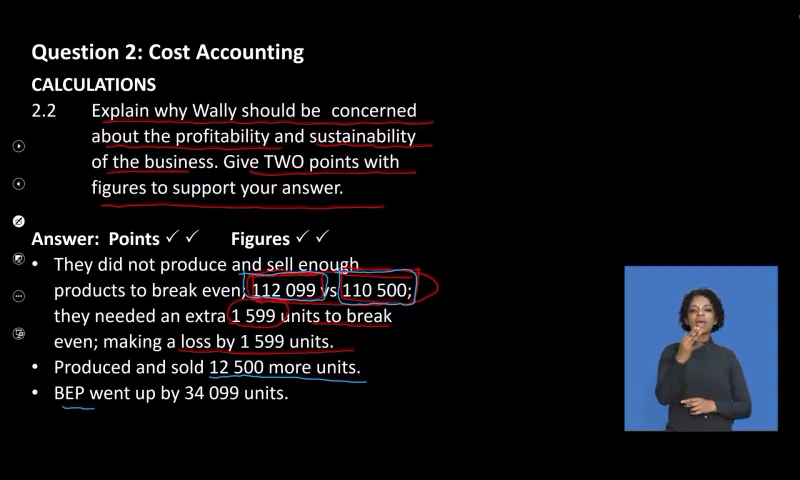 Question 2: Cost Accounting
CALCULATIONS
2.2 Explain why Wally should be concerned
about the profitability and sustainability
of the business. Give TWO points with
figures to support your answer.
Answer: Points ✓ ✓ Figures ✓ ✓
• They did not produce and sell enough
products to break even; 112 099 vs 110 500;
they needed an extra 1 599 units to break
even; making a loss by 1 599 units.
• Produced and sold 12 500 more units.
• BEP went up by 34 099 units.